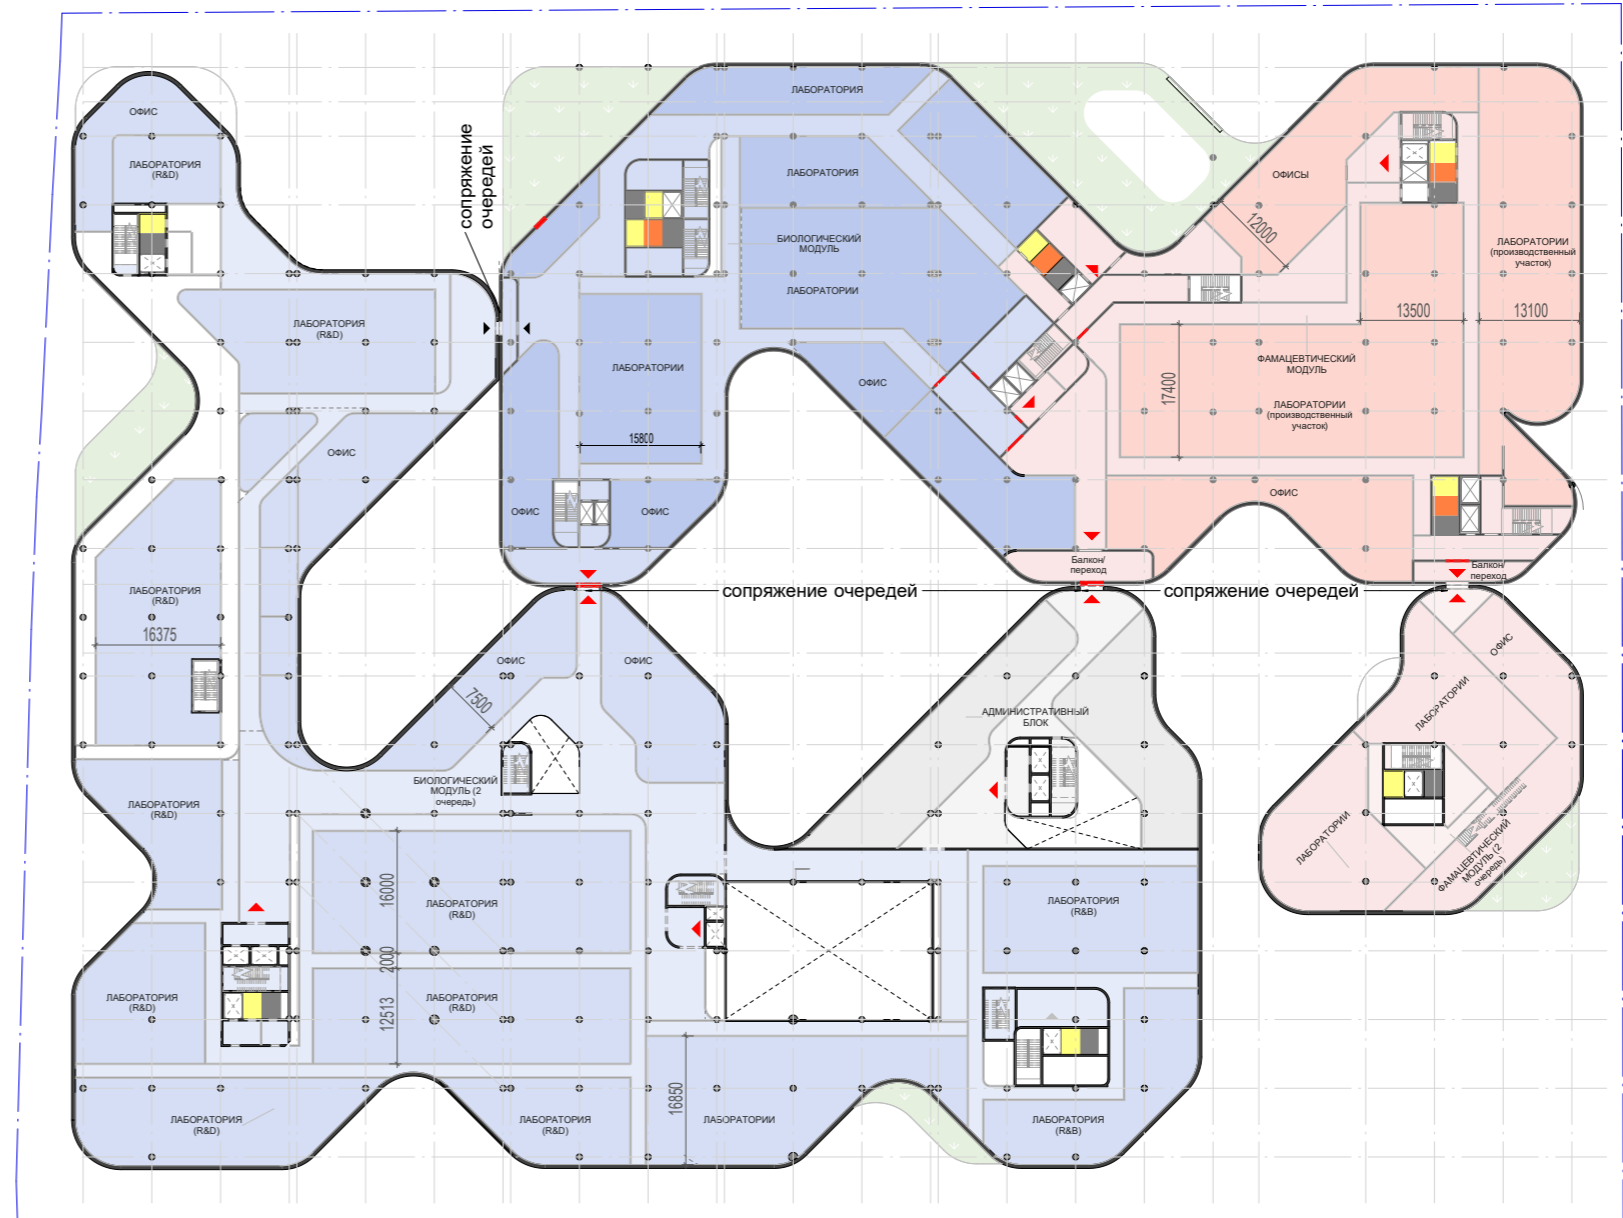 ОФИС
ЛАБОРАТОРИЯ
(R&D)
сопряжение
очередей
ЛАБОРАТОРИЯ
ЛАБОРАТОРИЯ
БИОЛОГИЧЕСКИЙ
МОДУЛЬ
ЛАБОРАТОРИИ
ОФИСЫ
12000
ЛАБОРАТОРИИ
(производственный
участок)
13500
13100
ЛАБОРАТОРИЯ
(R&D)
ЛАБОРАТОРИИ
15800
ОФИС
17400
ФАМАЦЕВТИЧЕСКИЙ
МОДУЛЬ
ЛАБОРАТОРИИ
(производственный
участок)
ОФИС
ОФИС
ОФИС
ОФИС
ЛАБОРАТОРИЯ
(R&D)
16375
Балкон/
переход
Балкон/
переход
сопряжение очередей
сопряжение очередей
ОФИС
7500
ОФИС
АДМИНИСТРАТИВНЫЙ
БЛОК
ОФИС
ЛАБОРАТОРИИ
ЛАБОРАТОРИИ
ФАМАЦЕВТИЧЕСКИЙ
МОДУЛЬ (2
очередь)
БИОЛОГИЧЕСКИЙ
МОДУЛЬ (2
очередь)
ЛАБОРАТОРИЯ
(R&D)
16000
2000
12513
ЛАБОРАТОРИЯ
(R&D)
ЛАБОРАТОРИЯ
(R&B)
ЛАБОРАТОРИЯ
(R&D)
ЛАБОРАТОРИЯ
(R&D)
16850
ЛАБОРАТОРИЯ
(R&D)
ЛАБОРАТОРИЯ
(R&D)
ЛАБОРАТОРИИ
ЛАБОРАТОРИЯ
(R&B)